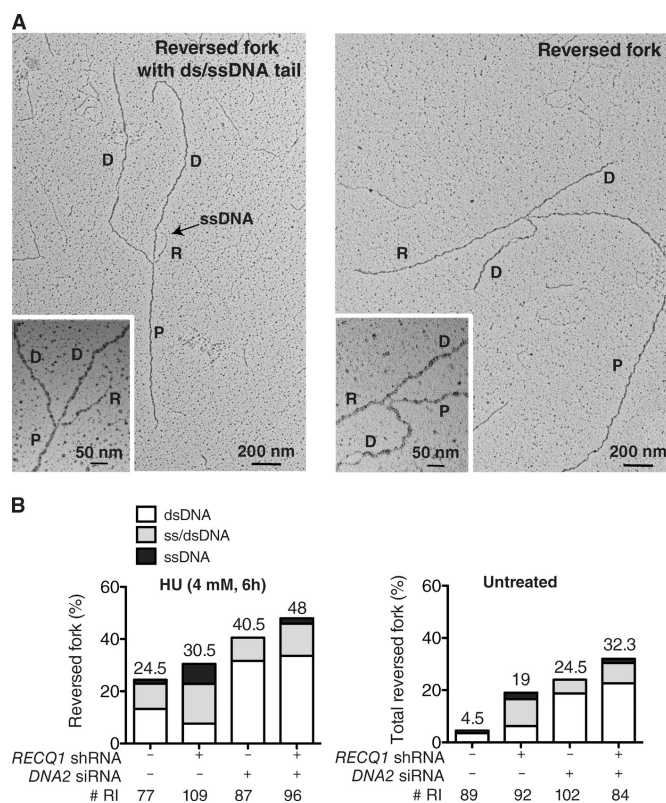 A
Reversed fork
with ds/ssDNA tail
D
D
ssDNA
R
P
D
D
R
P
50 nm
200 nm
Reversed fork
D
R
D
P
D
R
P
D
50 nm
200 nm
B
dsDNA
ss/dsDNA
ssDNA
HU (4 mM, 6h)
Reversed fork (%)
60
40
20
0
24.5
30.5
40.5
48
Untreated
Total reversed fork (%)
60
40
20
0
4.5
19
24.5
32.3
RECQ1 shRNA – + – + – + – +
DNA2 siRNA – – + + – – + +
# RI 77 109 87 96 89 92 102 84